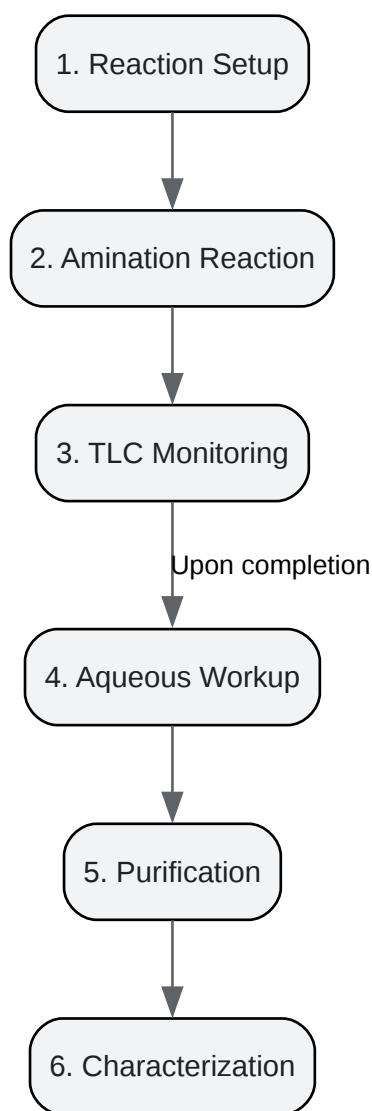 1. Reaction Setup
2. Amination Reaction
3. TLC Monitoring
Upon completion
4. Aqueous Workup
5. Purification
6. Characterization